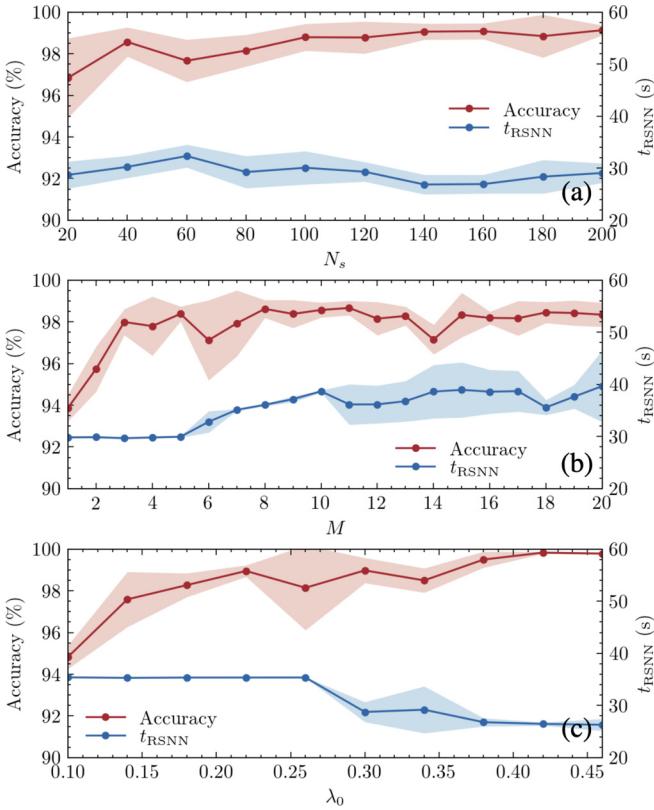 100
98
96
94
92
90
Accuracy (%)
60
50
40
30
20
t_RSNN (s)
Accuracy
t_RSNN
(a)
20 40 60 80 100 120 140 160 180 200
N_s
100
98
96
94
92
90
Accuracy (%)
60
50
40
30
20
t_RSNN (s)
Accuracy
t_RSNN
(b)
2 4 6 8 10 12 14 16 18 20
M
100
98
96
94
92
90
Accuracy (%)
60
50
40
30
20
t_RSNN (s)
Accuracy
t_RSNN
(c)
0.10 0.15 0.20 0.25 0.30 0.35 0.40 0.45
λ_0